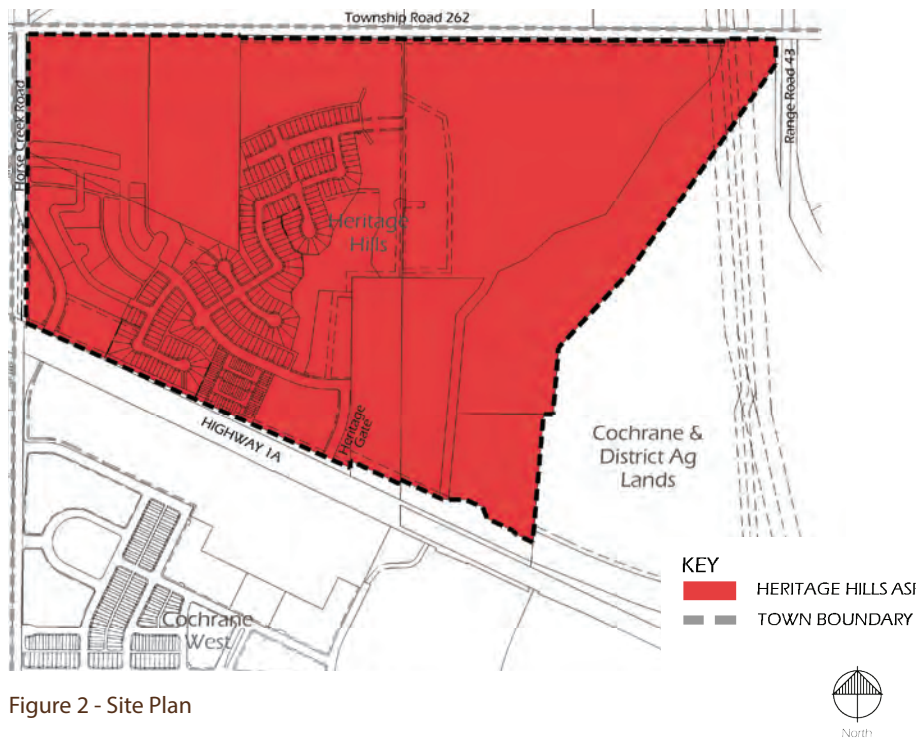 Township Road 262
Horse Creek Road
Range Road 43
Heritage
Hills
Heritage
Gate
HIGHWAY 1A
Cochrane &
District Ag
Lands
Cochrane
West
KEY
HERITAGE HILLS
TOWN BOUNDARY
Figure 2 - Site Plan
North